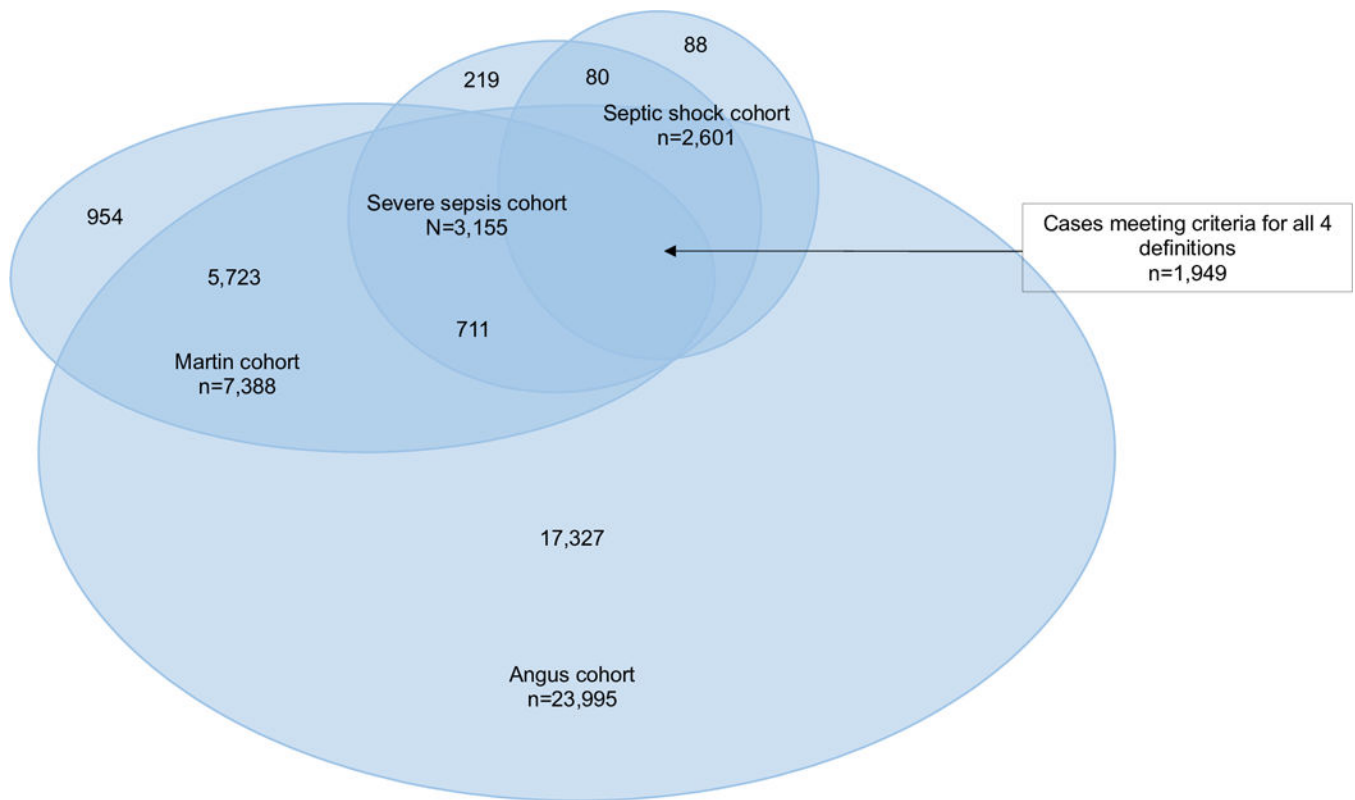 88
219
80
Septic shock cohort
n=2,601
954
Severe sepsis cohort
N=3,155
Cases meeting criteria for all 4
definitions
n=1,949
5,723
711
Martin cohort
n=7,388
17,327
Angus cohort
n=23,995